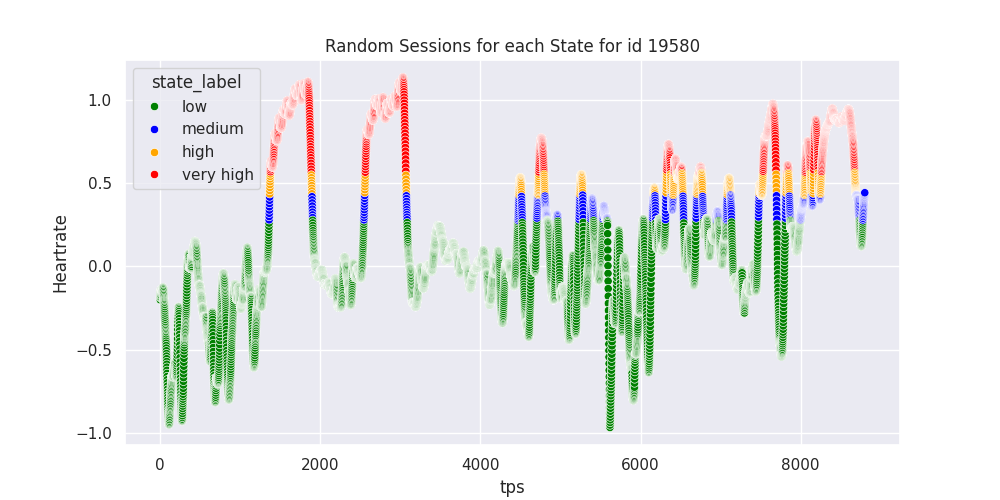 Random Sessions for each State for id 19580
state_label
low
medium
high
very high
1.0
0.5
0.0
−0.5
−1.0
Heartrate
0 2000 4000 6000 8000
tps